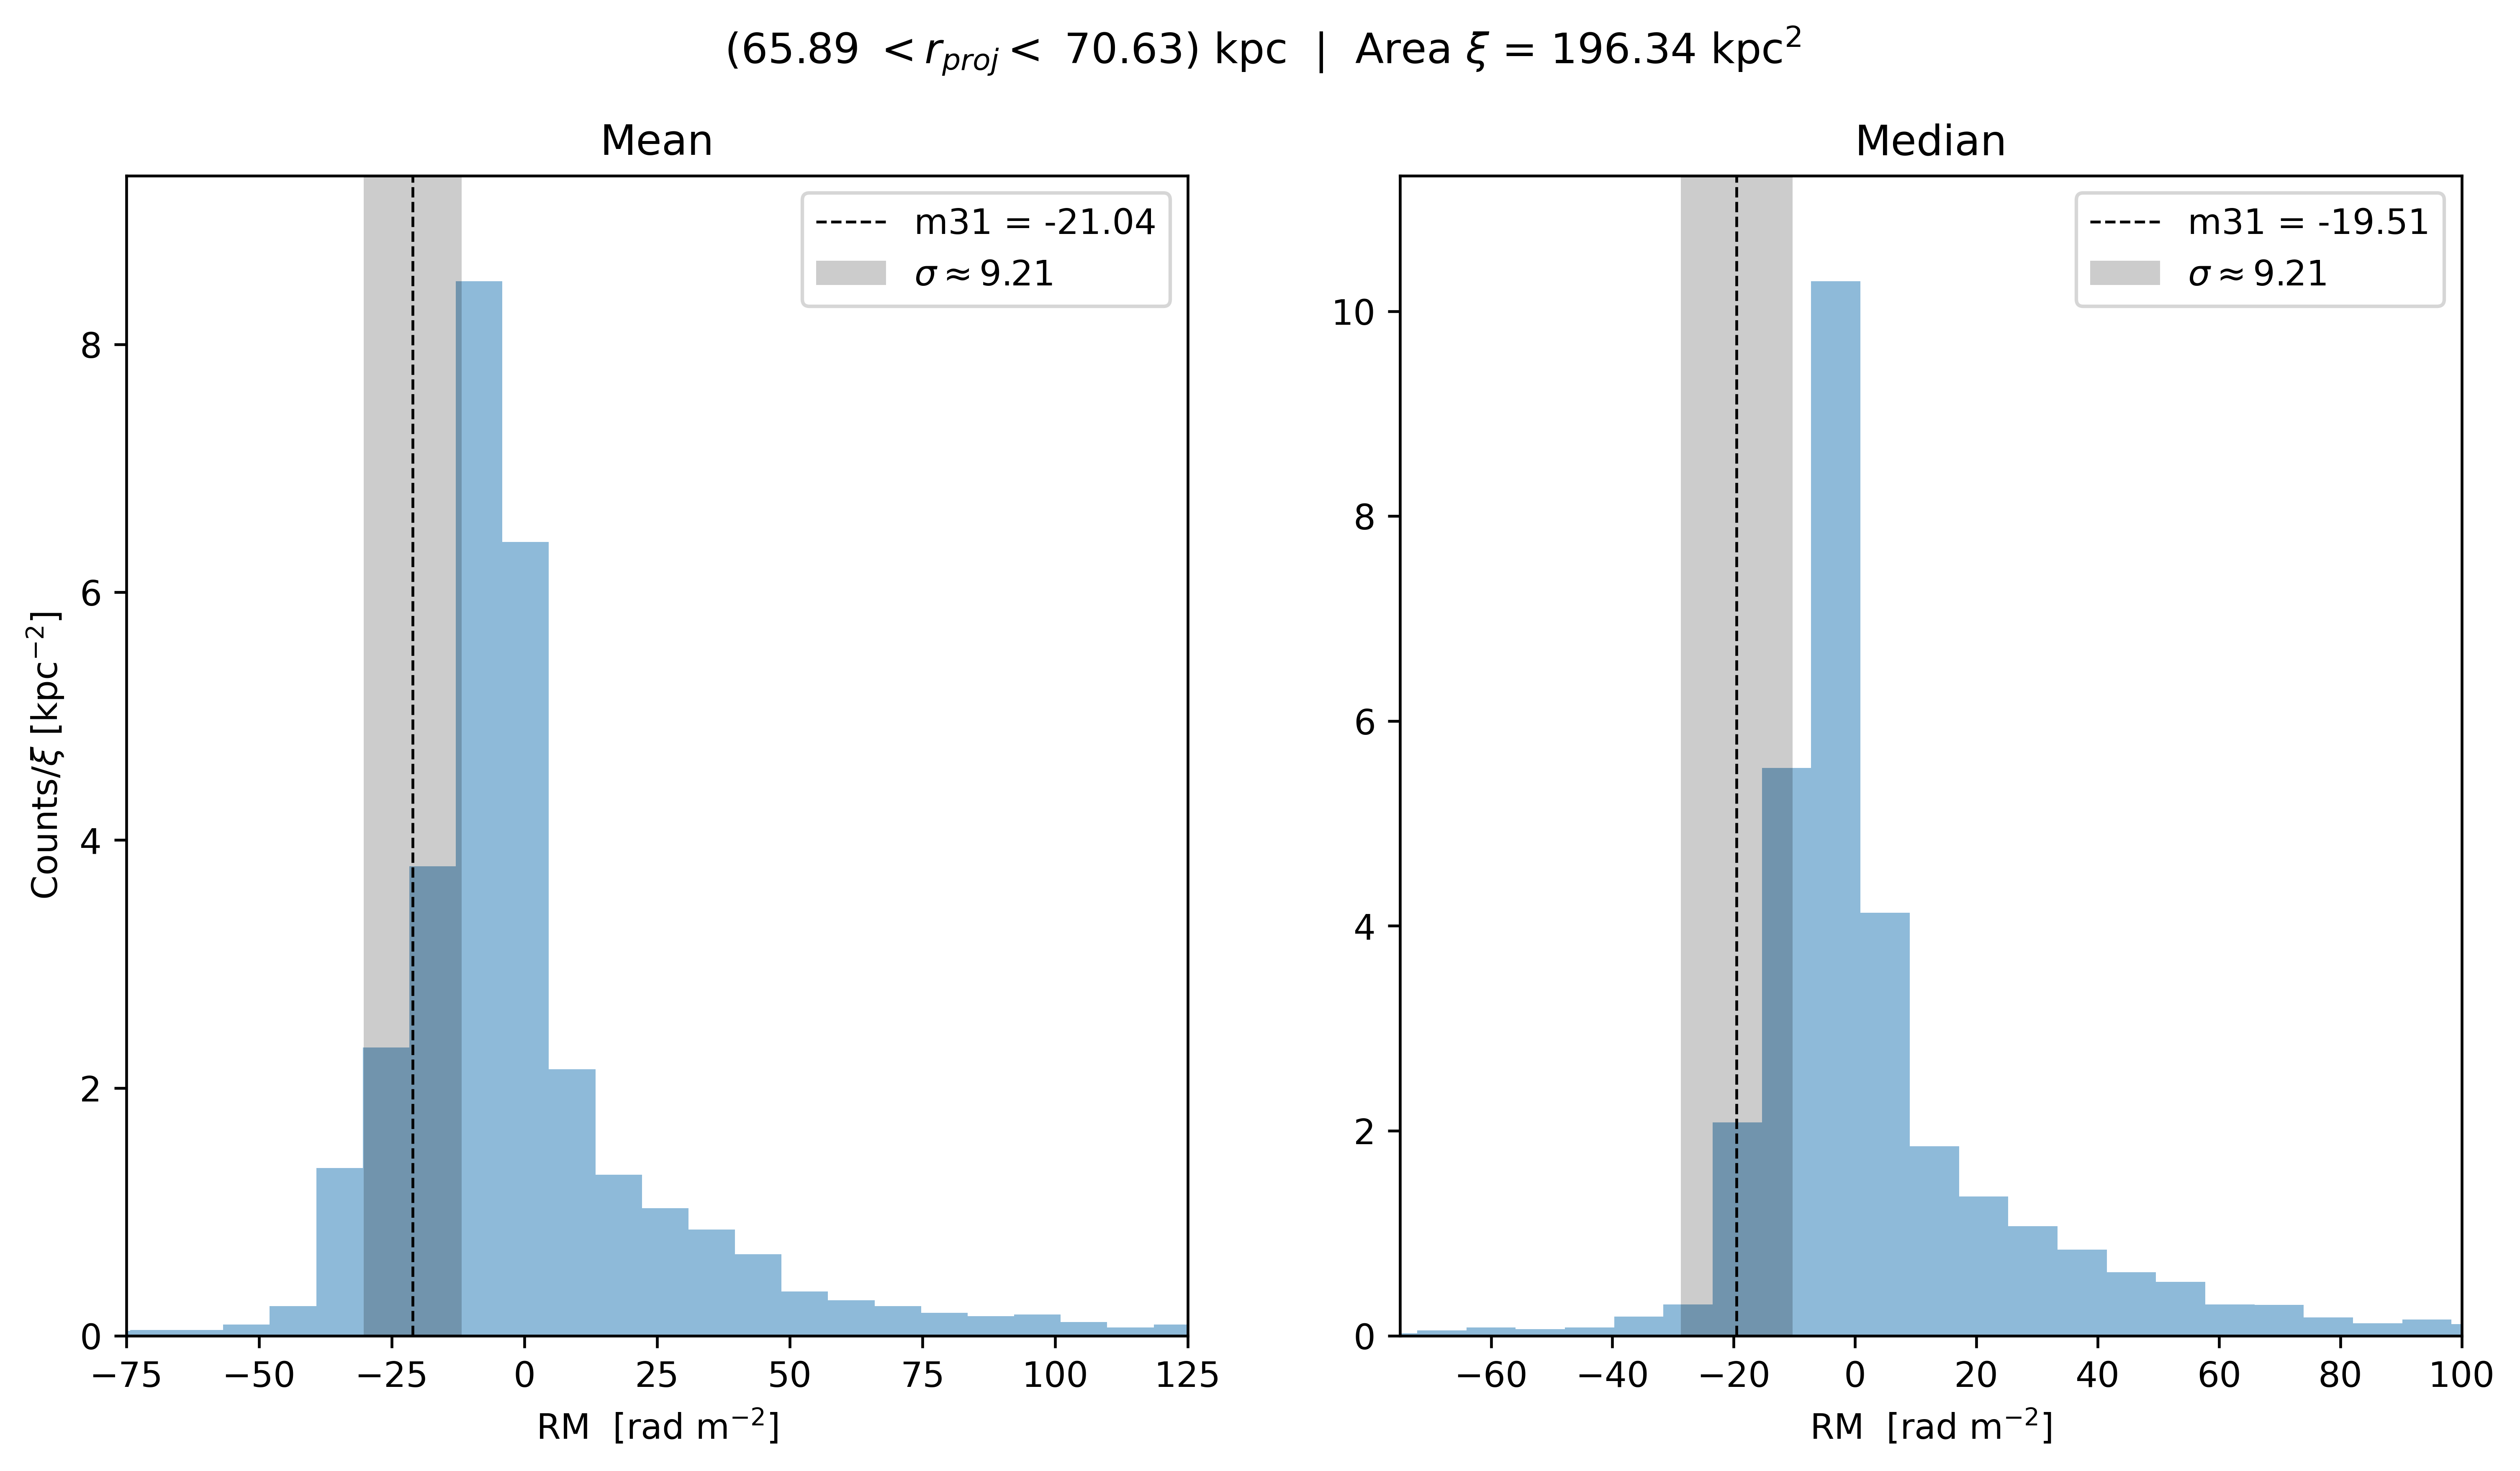 (65.89 < r_proj < 70.63) kpc | Area ξ = 196.34 kpc²
Mean
m31 = -21.04
σ ≈ 9.21
8
6
4
2
0
Counts/ξ [kpc⁻²]
−75 −50 −25 0 25 50 75 100 125
RM [rad m⁻²]
Median
m31 = -19.51
σ ≈ 9.21
10
8
6
4
2
0
−60 −40 −20 0 20 40 60 80 100
RM [rad m⁻²]